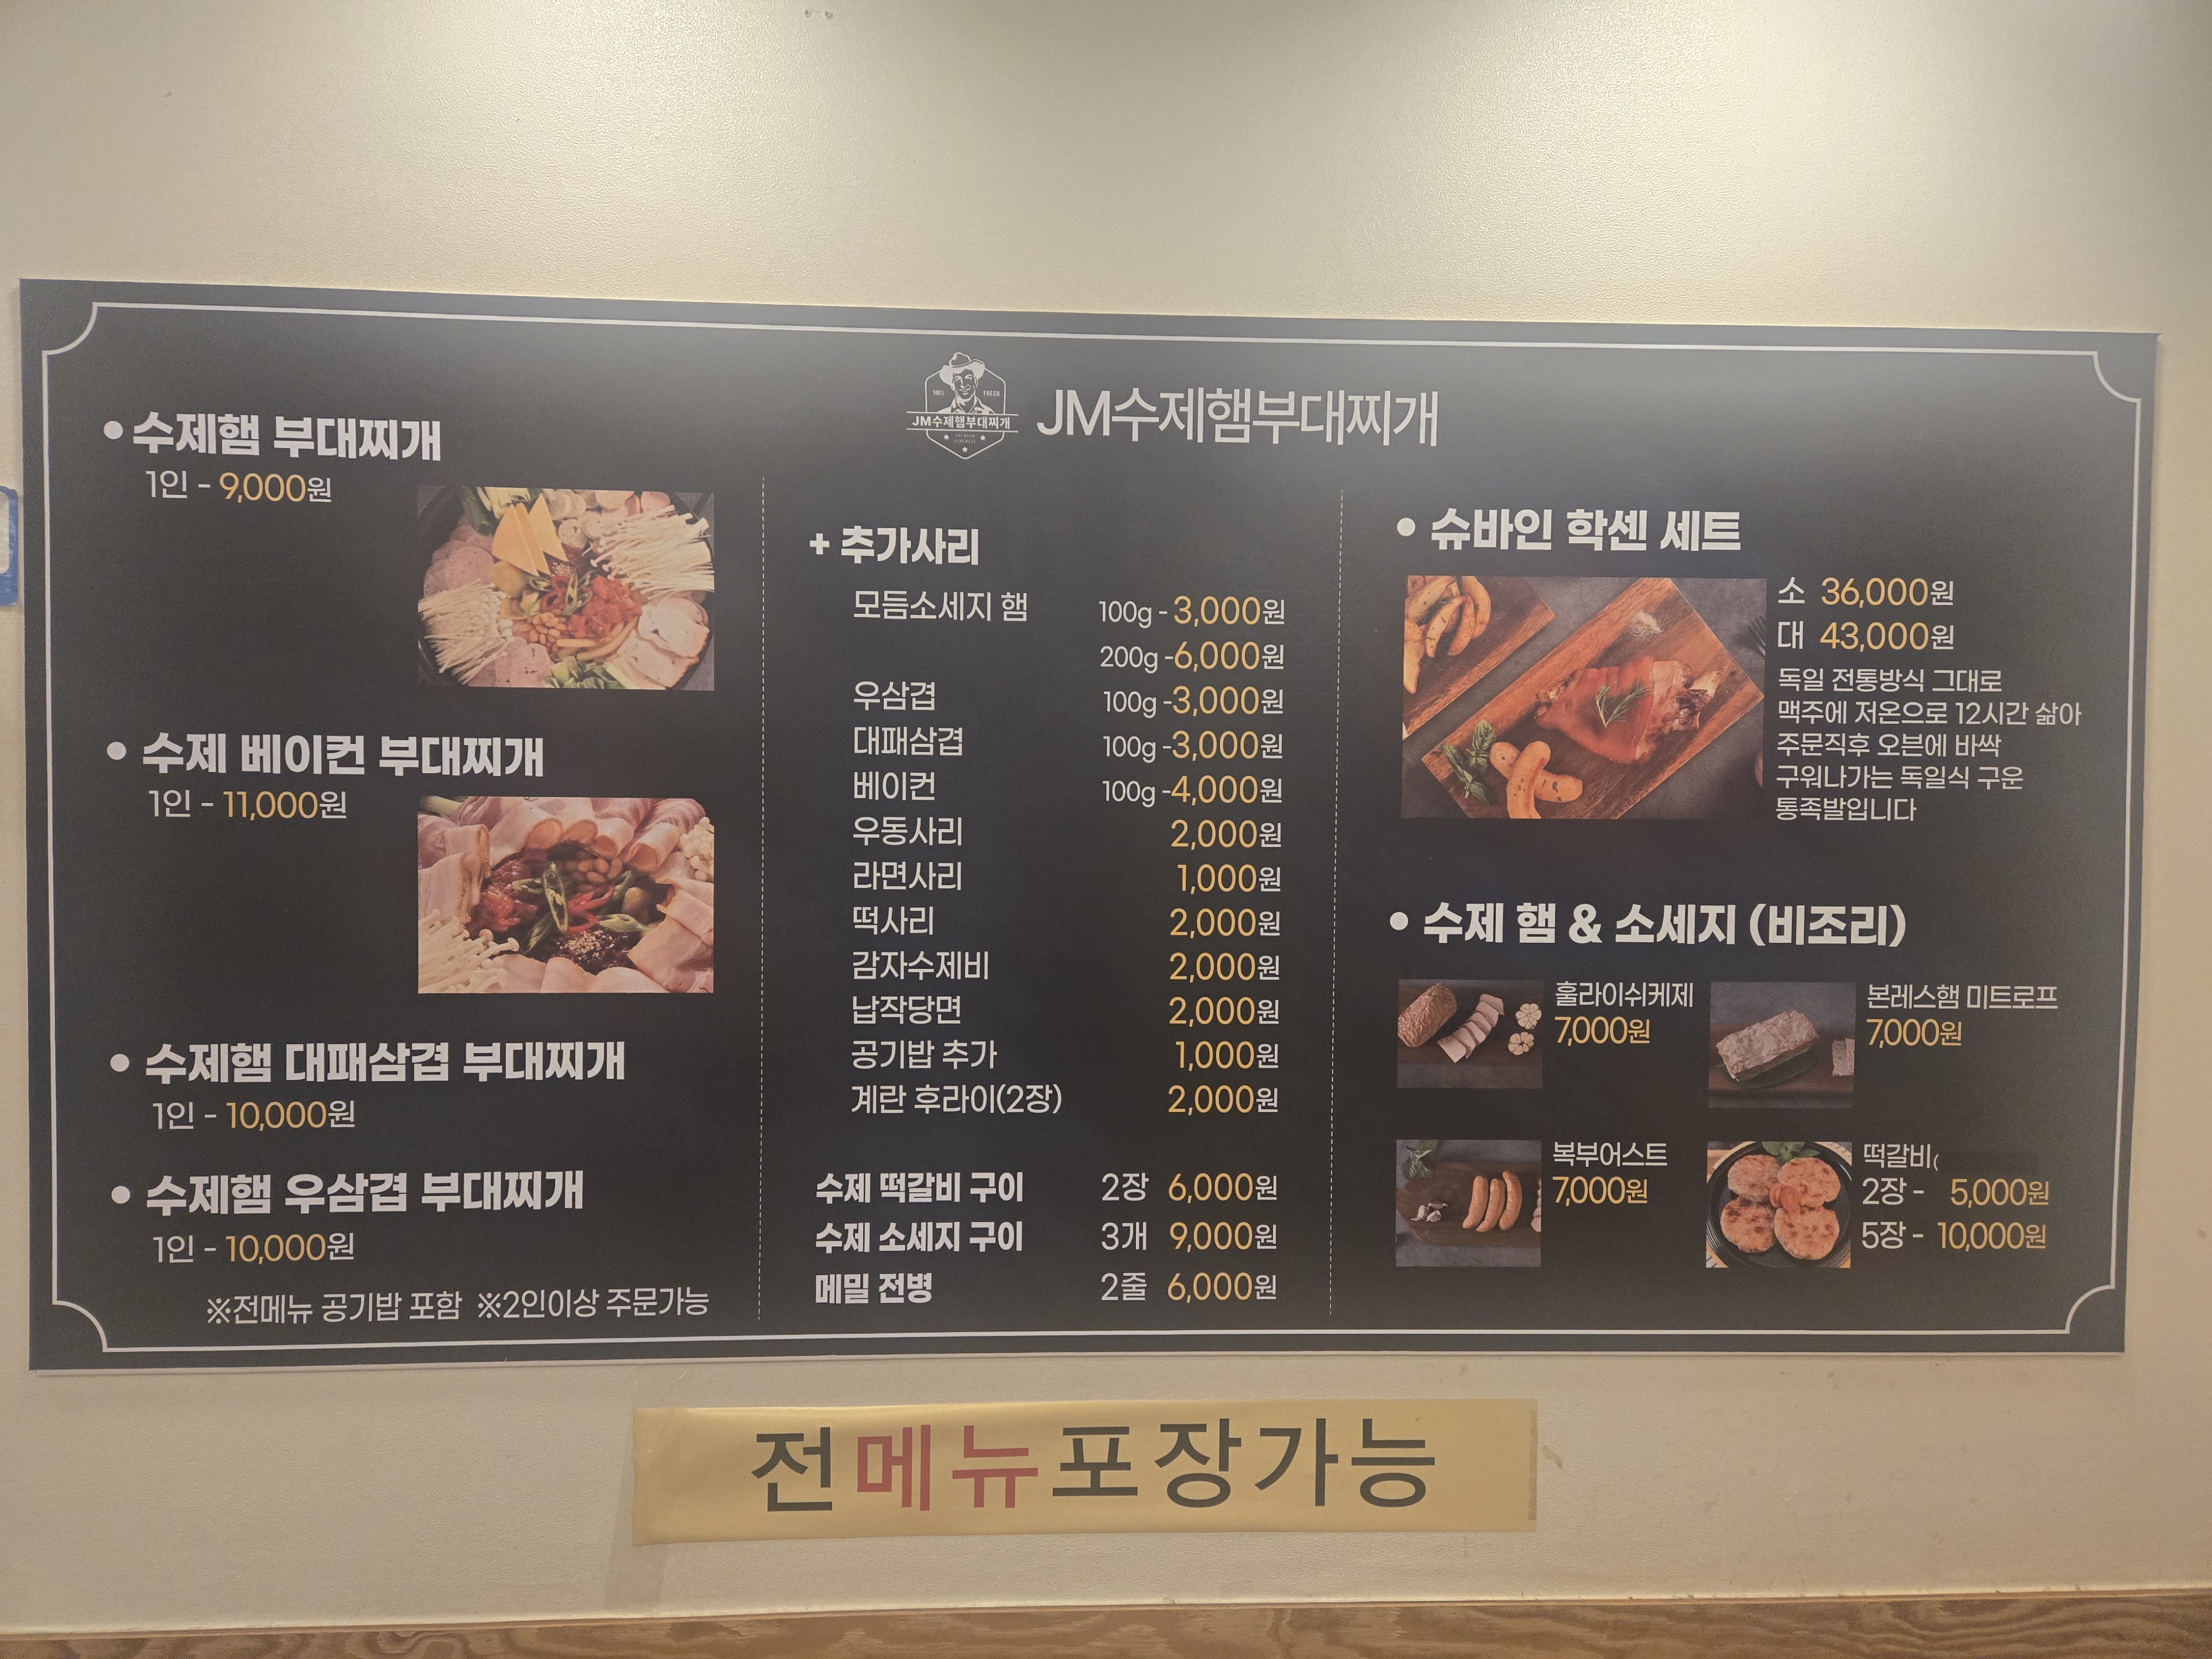 100% FRESH
JM수제햄부대찌개
PREMIUM
HOMEMADE
JM수제햄부대찌개
• 수제햄 부대찌개
1인 - 9,000원
• 수제 베이컨 부대찌개
1인 - 11,000원
• 수제햄 대패삼겹 부대찌개
1인 - 10,000원
• 수제햄 우삼겹 부대찌개
1인 - 10,000원
※전메뉴 공기밥 포함 ※2인이상 주문가능
+ 추가사리
모듬소세지 햄 100g - 3,000원
200g - 6,000원
우삼겹 100g - 3,000원
대패삼겹 100g - 3,000원
베이컨 100g - 4,000원
우동사리 2,000원
라면사리 1,000원
떡사리 2,000원
감자수제비 2,000원
납작당면 2,000원
공기밥 추가 1,000원
계란 후라이(2장) 2,000원
수제 떡갈비 구이 2장 6,000원
수제 소세지 구이 3개 9,000원
메밀 전병 2줄 6,000원
• 슈바인 학센 세트
소 36,000원
대 43,000원
독일 전통방식 그대로
맥주에 저온으로 12시간 삶아
주문직후 오븐에 바싹
구워나가는 독일식 구운
통족발입니다
• 수제 햄 & 소세지 (비조리)
훌라이쉬케제
7,000원
본레스햄 미트로프
7,000원
복부어스트
7,000원
떡갈비(
2장 - 5,000원
5장 - 10,000원
전메뉴포장가능